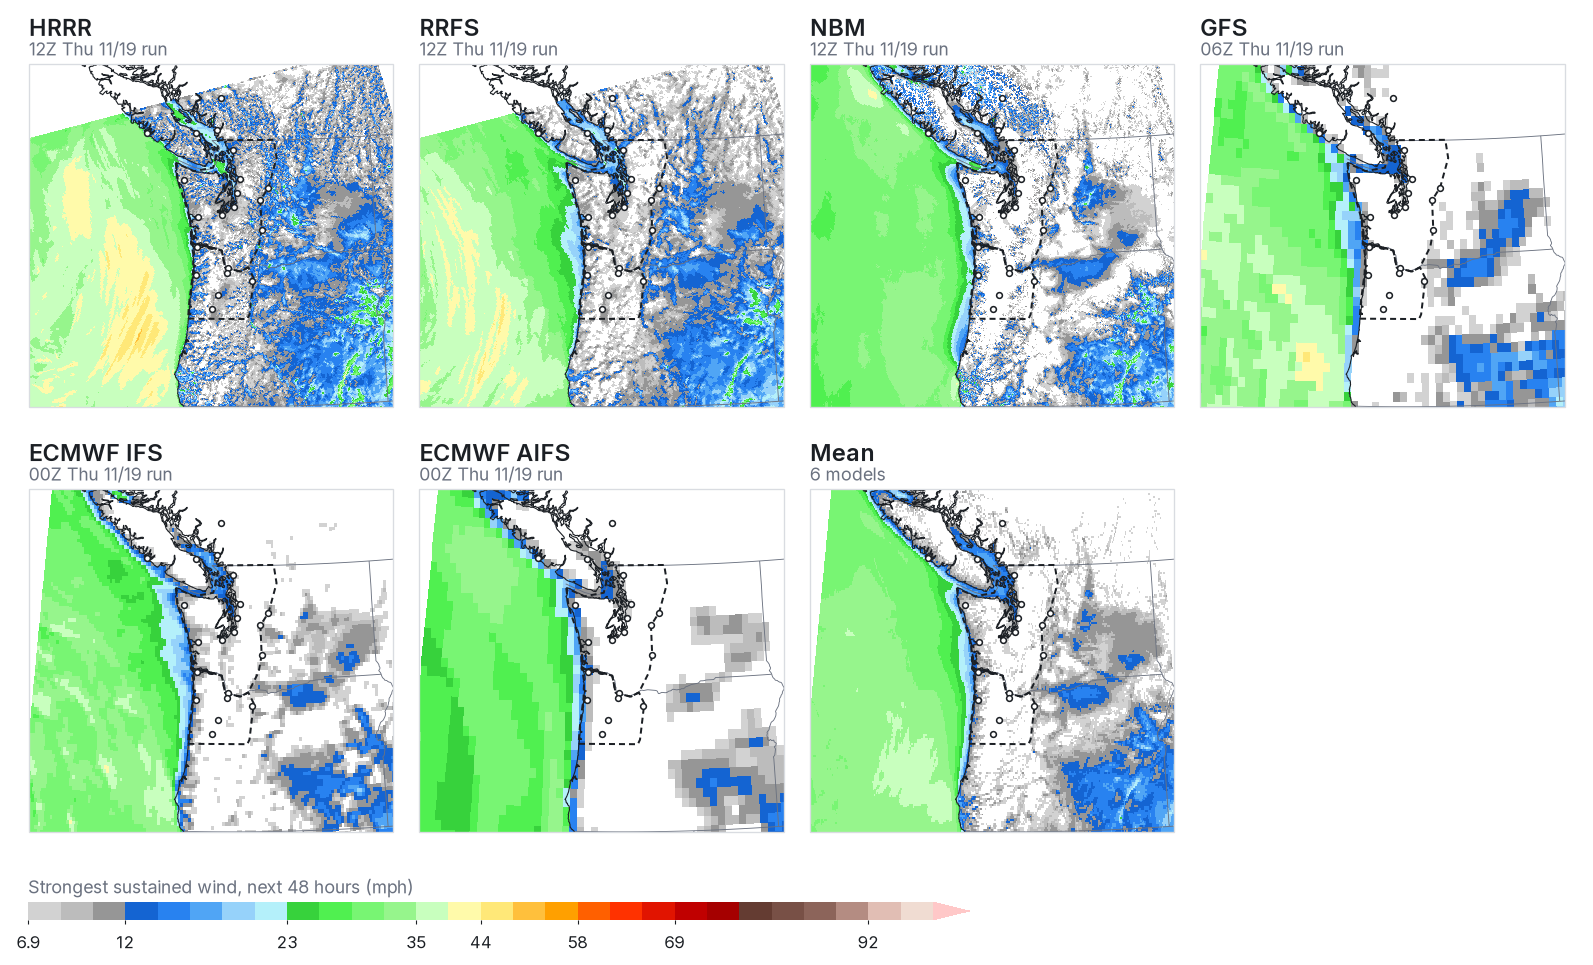 HRRR
12Z Thu 11/19 run
RRFS
12Z Thu 11/19 run
NBM
12Z Thu 11/19 run
GFS
06Z Thu 11/19 run
ECMWF IFS
00Z Thu 11/19 run
ECMWF AIFS
00Z Thu 11/19 run
Mean
6 models
Strongest sustained wind, next 48 hours (mph)
6.9 12 23 35 44 58 69 92